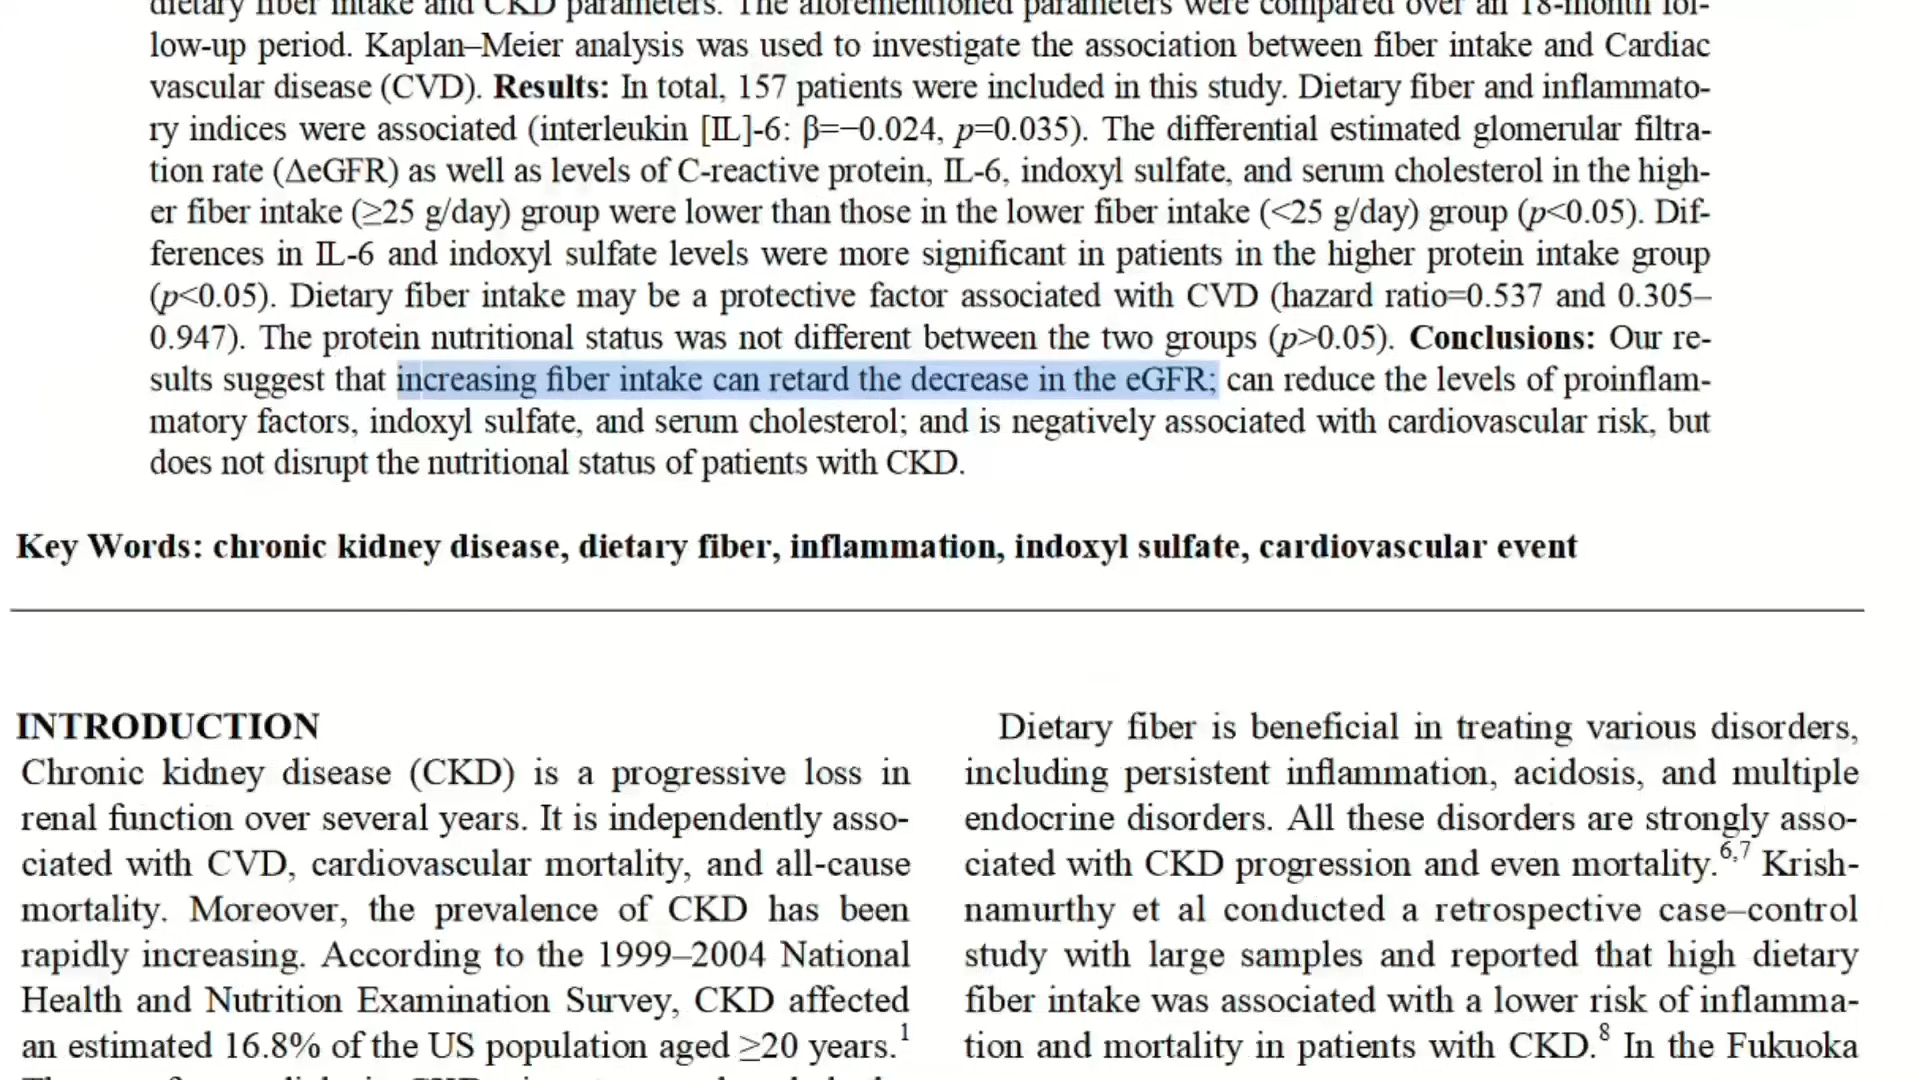 dietary fiber intake and CKD parameters. The aforementioned parameters were compared over an 18-month fol-
low-up period. Kaplan–Meier analysis was used to investigate the association between fiber intake and Cardiac
vascular disease (CVD). Results: In total, 157 patients were included in this study. Dietary fiber and inflammato-
ry indices were associated (interleukin [IL]-6: β=−0.024, p=0.035). The differential estimated glomerular filtra-
tion rate (ΔeGFR) as well as levels of C-reactive protein, IL-6, indoxyl sulfate, and serum cholesterol in the high-
er fiber intake (≥25 g/day) group were lower than those in the lower fiber intake (<25 g/day) group (p<0.05). Dif-
ferences in IL-6 and indoxyl sulfate levels were more significant in patients in the higher protein intake group
(p<0.05). Dietary fiber intake may be a protective factor associated with CVD (hazard ratio=0.537 and 0.305–
0.947). The protein nutritional status was not different between the two groups (p>0.05). Conclusions: Our re-
sults suggest that increasing fiber intake can retard the decrease in the eGFR; can reduce the levels of proinflam-
matory factors, indoxyl sulfate, and serum cholesterol; and is negatively associated with cardiovascular risk, but
does not disrupt the nutritional status of patients with CKD.
Key Words: chronic kidney disease, dietary fiber, inflammation, indoxyl sulfate, cardiovascular event
INTRODUCTION
Chronic kidney disease (CKD) is a progressive loss in
renal function over several years. It is independently asso-
ciated with CVD, cardiovascular mortality, and all-cause
mortality. Moreover, the prevalence of CKD has been
rapidly increasing. According to the 1999–2004 National
Health and Nutrition Examination Survey, CKD affected
an estimated 16.8% of the US population aged ≥20 years.1
Dietary fiber is beneficial in treating various disorders,
including persistent inflammation, acidosis, and multiple
endocrine disorders. All these disorders are strongly asso-
ciated with CKD progression and even mortality.6,7 Krish-
namurthy et al conducted a retrospective case–control
study with large samples and reported that high dietary
fiber intake was associated with a lower risk of inflamma-
tion and mortality in patients with CKD.8 In the Fukuoka